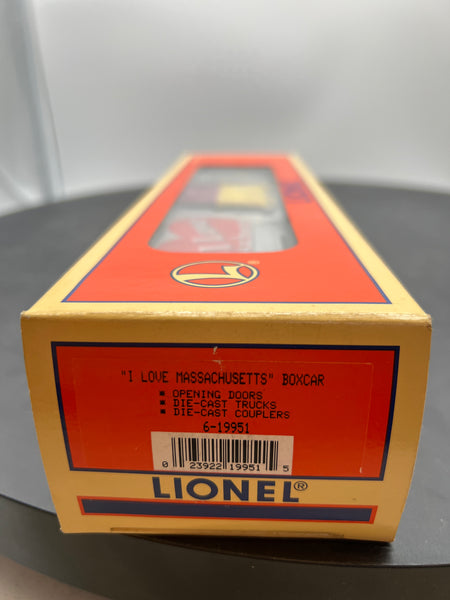 "I LOVE MASSACHUSETTS" BOXCAR
▪ OPENING DOORS
▪ DIE-CAST TRUCKS
▪ DIE-CAST COUPLERS
6-19951
0 23922 19951 5
LIONEL®